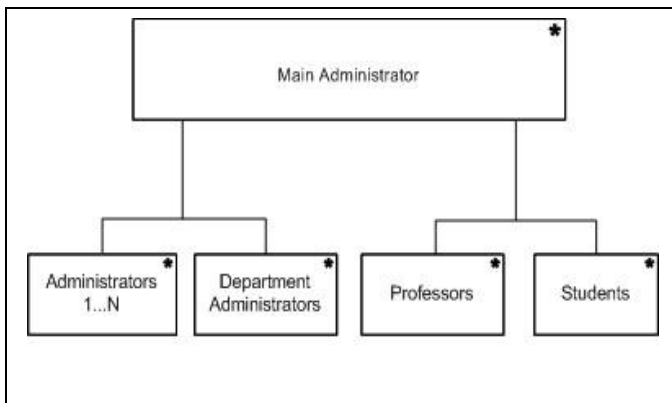 *
Main Administrator
*
Administrators
1...N
*
Department
Administrators
*
Professors
*
Students